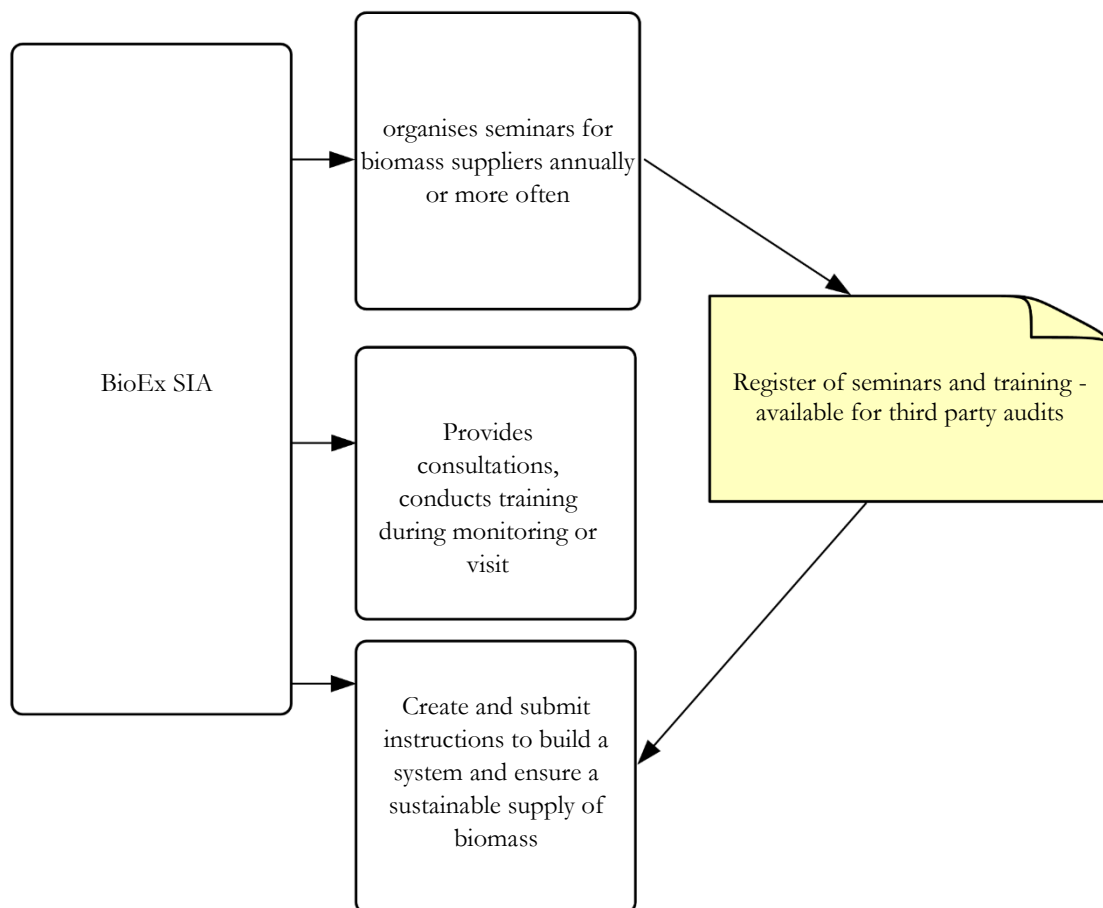 BioEx SIA
organises seminars for
biomass suppliers annually
or more often
Provides
consultations,
conducts training
during monitoring or
visit
Create and submit
instructions to build a
system and ensure a
sustainable supply of
biomass
Register of seminars and training -
available for third party audits